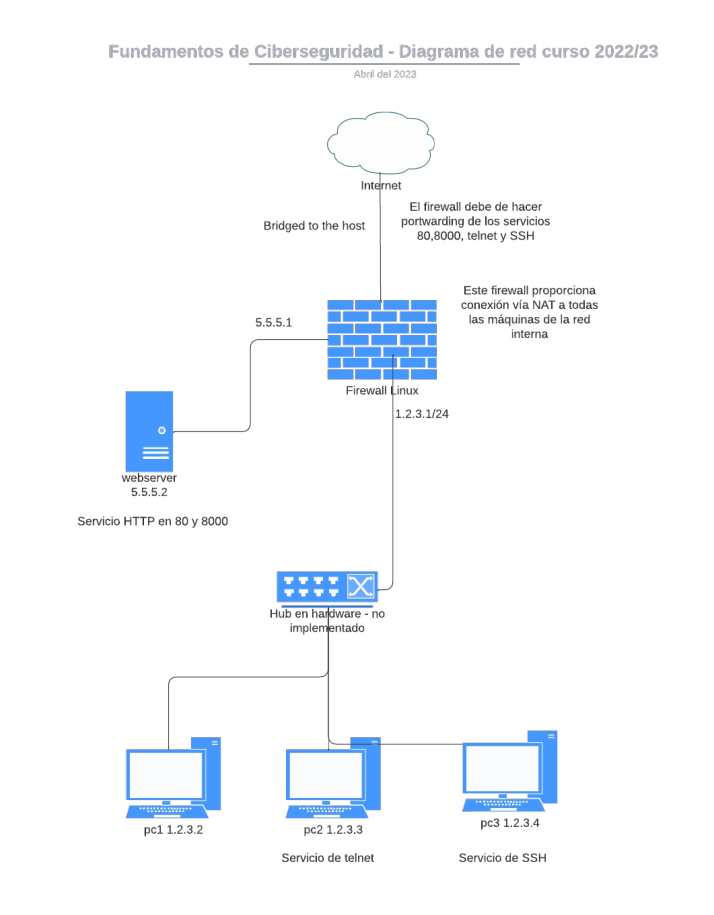 Fundamentos de Ciberseguridad - Diagrama de red curso 2022/23
Abril del 2023
Internet
Bridged to the host
El firewall debe de hacer
portwarding de los servicios
80,8000, telnet y SSH
Este firewall proporciona
conexión vía NAT a todas
las máquinas de la red
interna
5.5.5.1
Firewall Linux
1.2.3.1/24
webserver
5.5.5.2
Servicio HTTP en 80 y 8000
Hub en hardware - no
implementado
pc1 1.2.3.2
pc2 1.2.3.3
pc3 1.2.3.4
Servicio de telnet
Servicio de SSH